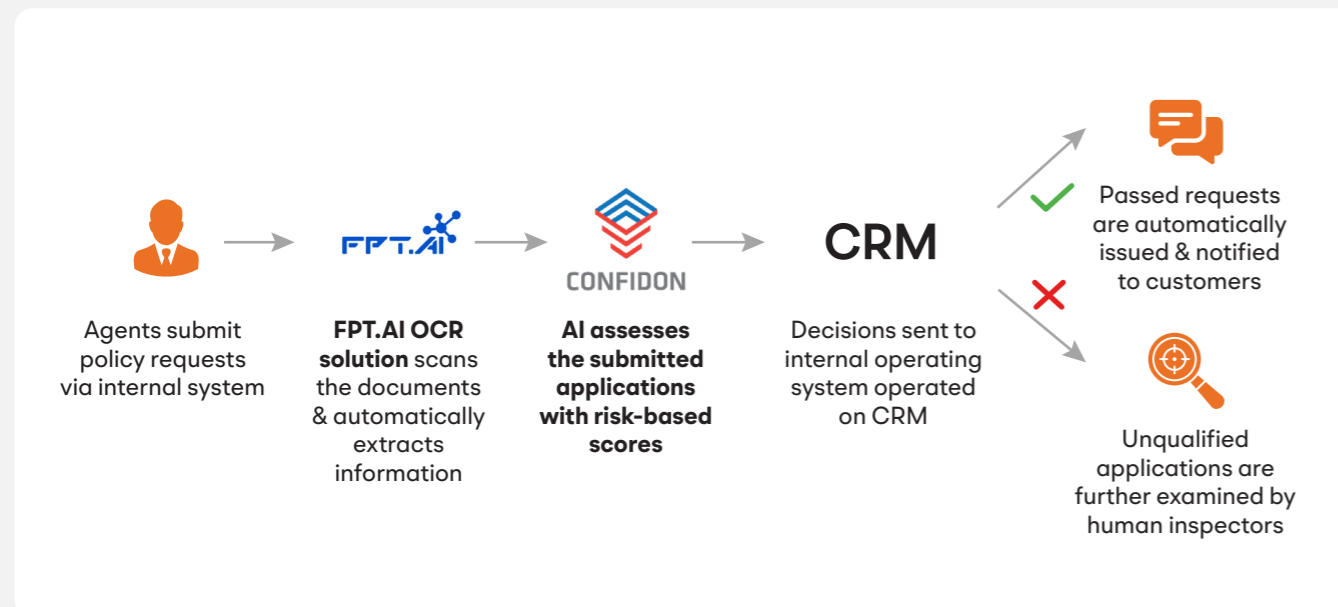 Agents submit
policy requests
via internal system
FPT.AI
FPT.AI OCR
solution scans
the documents
& automatically
extracts
information
CONFIDON
AI assesses
the submitted
applications
with risk-based
scores
CRM
Decisions sent to
internal operating
system operated
on CRM
Passed requests
are automatically
issued & notified
to customers
Unqualified
applications are
further examined by
human inspectors